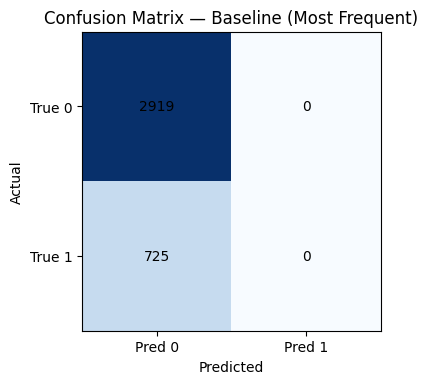 Confusion Matrix — Baseline (Most Frequent)
Actual
True 0
2919
0
True 1
725
0
Pred 0
Pred 1
Predicted